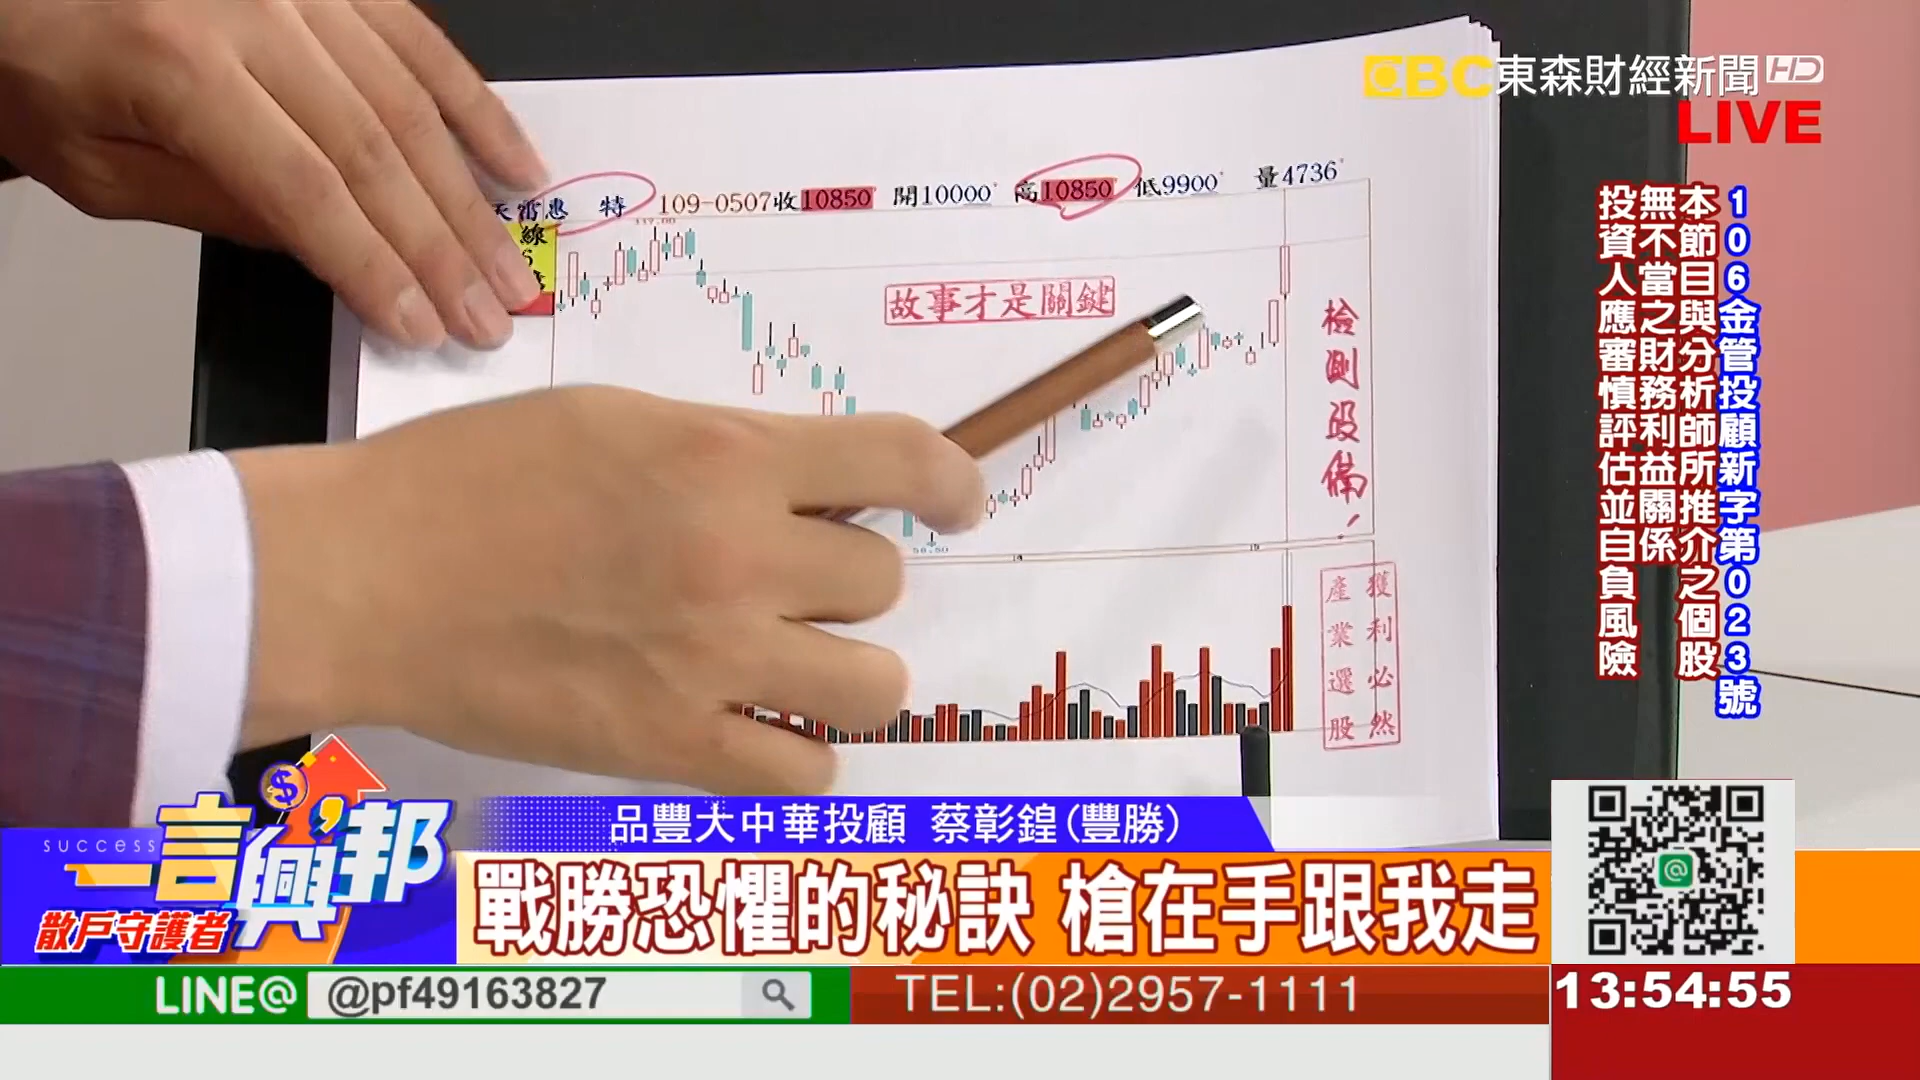 EBC東森財經新聞HD
LIVE
106金管投顧新字第023號
本節目與分析師所推介之個股
無不當之財務利益關係
投資人應審慎評估並自負風險
惠 特 109-0507收10850 開10000 高10850 低9900 量4736
線
故事才是關鍵
檢測設備!
獲利必然
產業選股
success
一言興邦
散戶守護者
品豐大中華投顧 蔡彰鍠(豐勝)
戰勝恐懼的秘訣 槍在手跟我走
LINE@ @pf49163827 TEL:(02)2957-1111
13:54:55